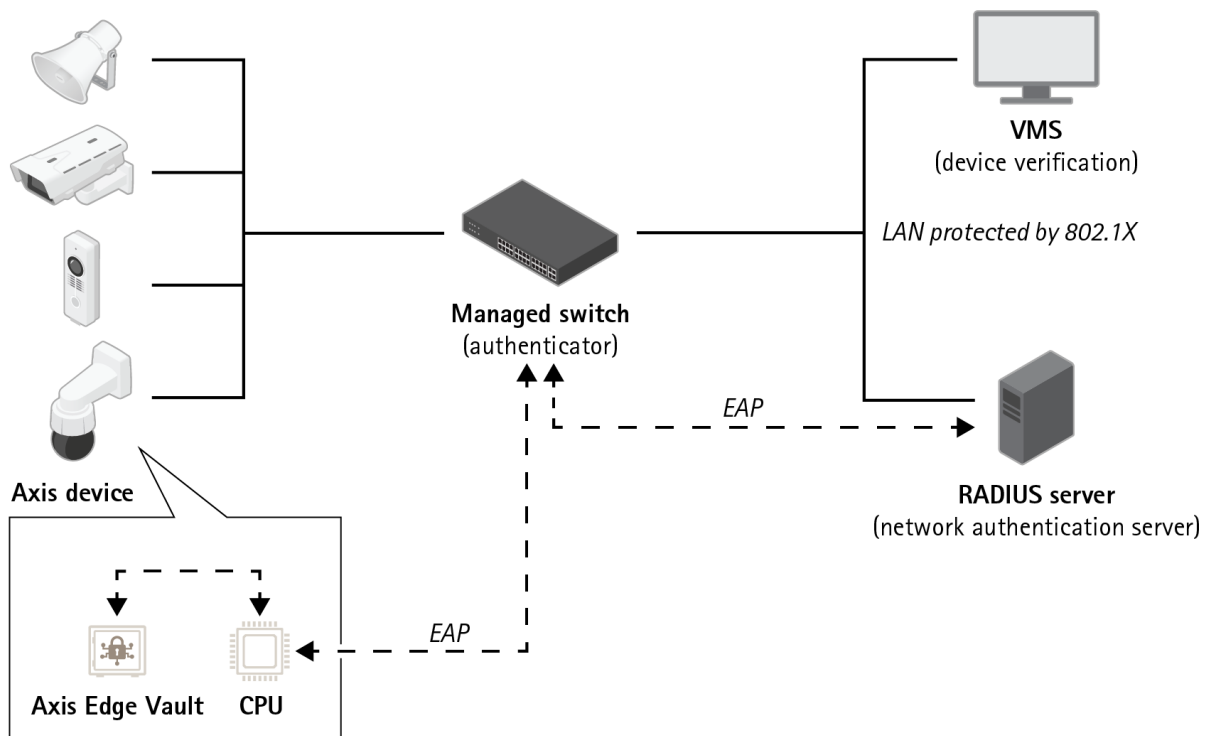 VMS
(device verification)
LAN protected by 802.1X
Managed switch
(authenticator)
EAP
Axis device
RADIUS server
(network authentication server)
EAP
Axis Edge Vault
CPU